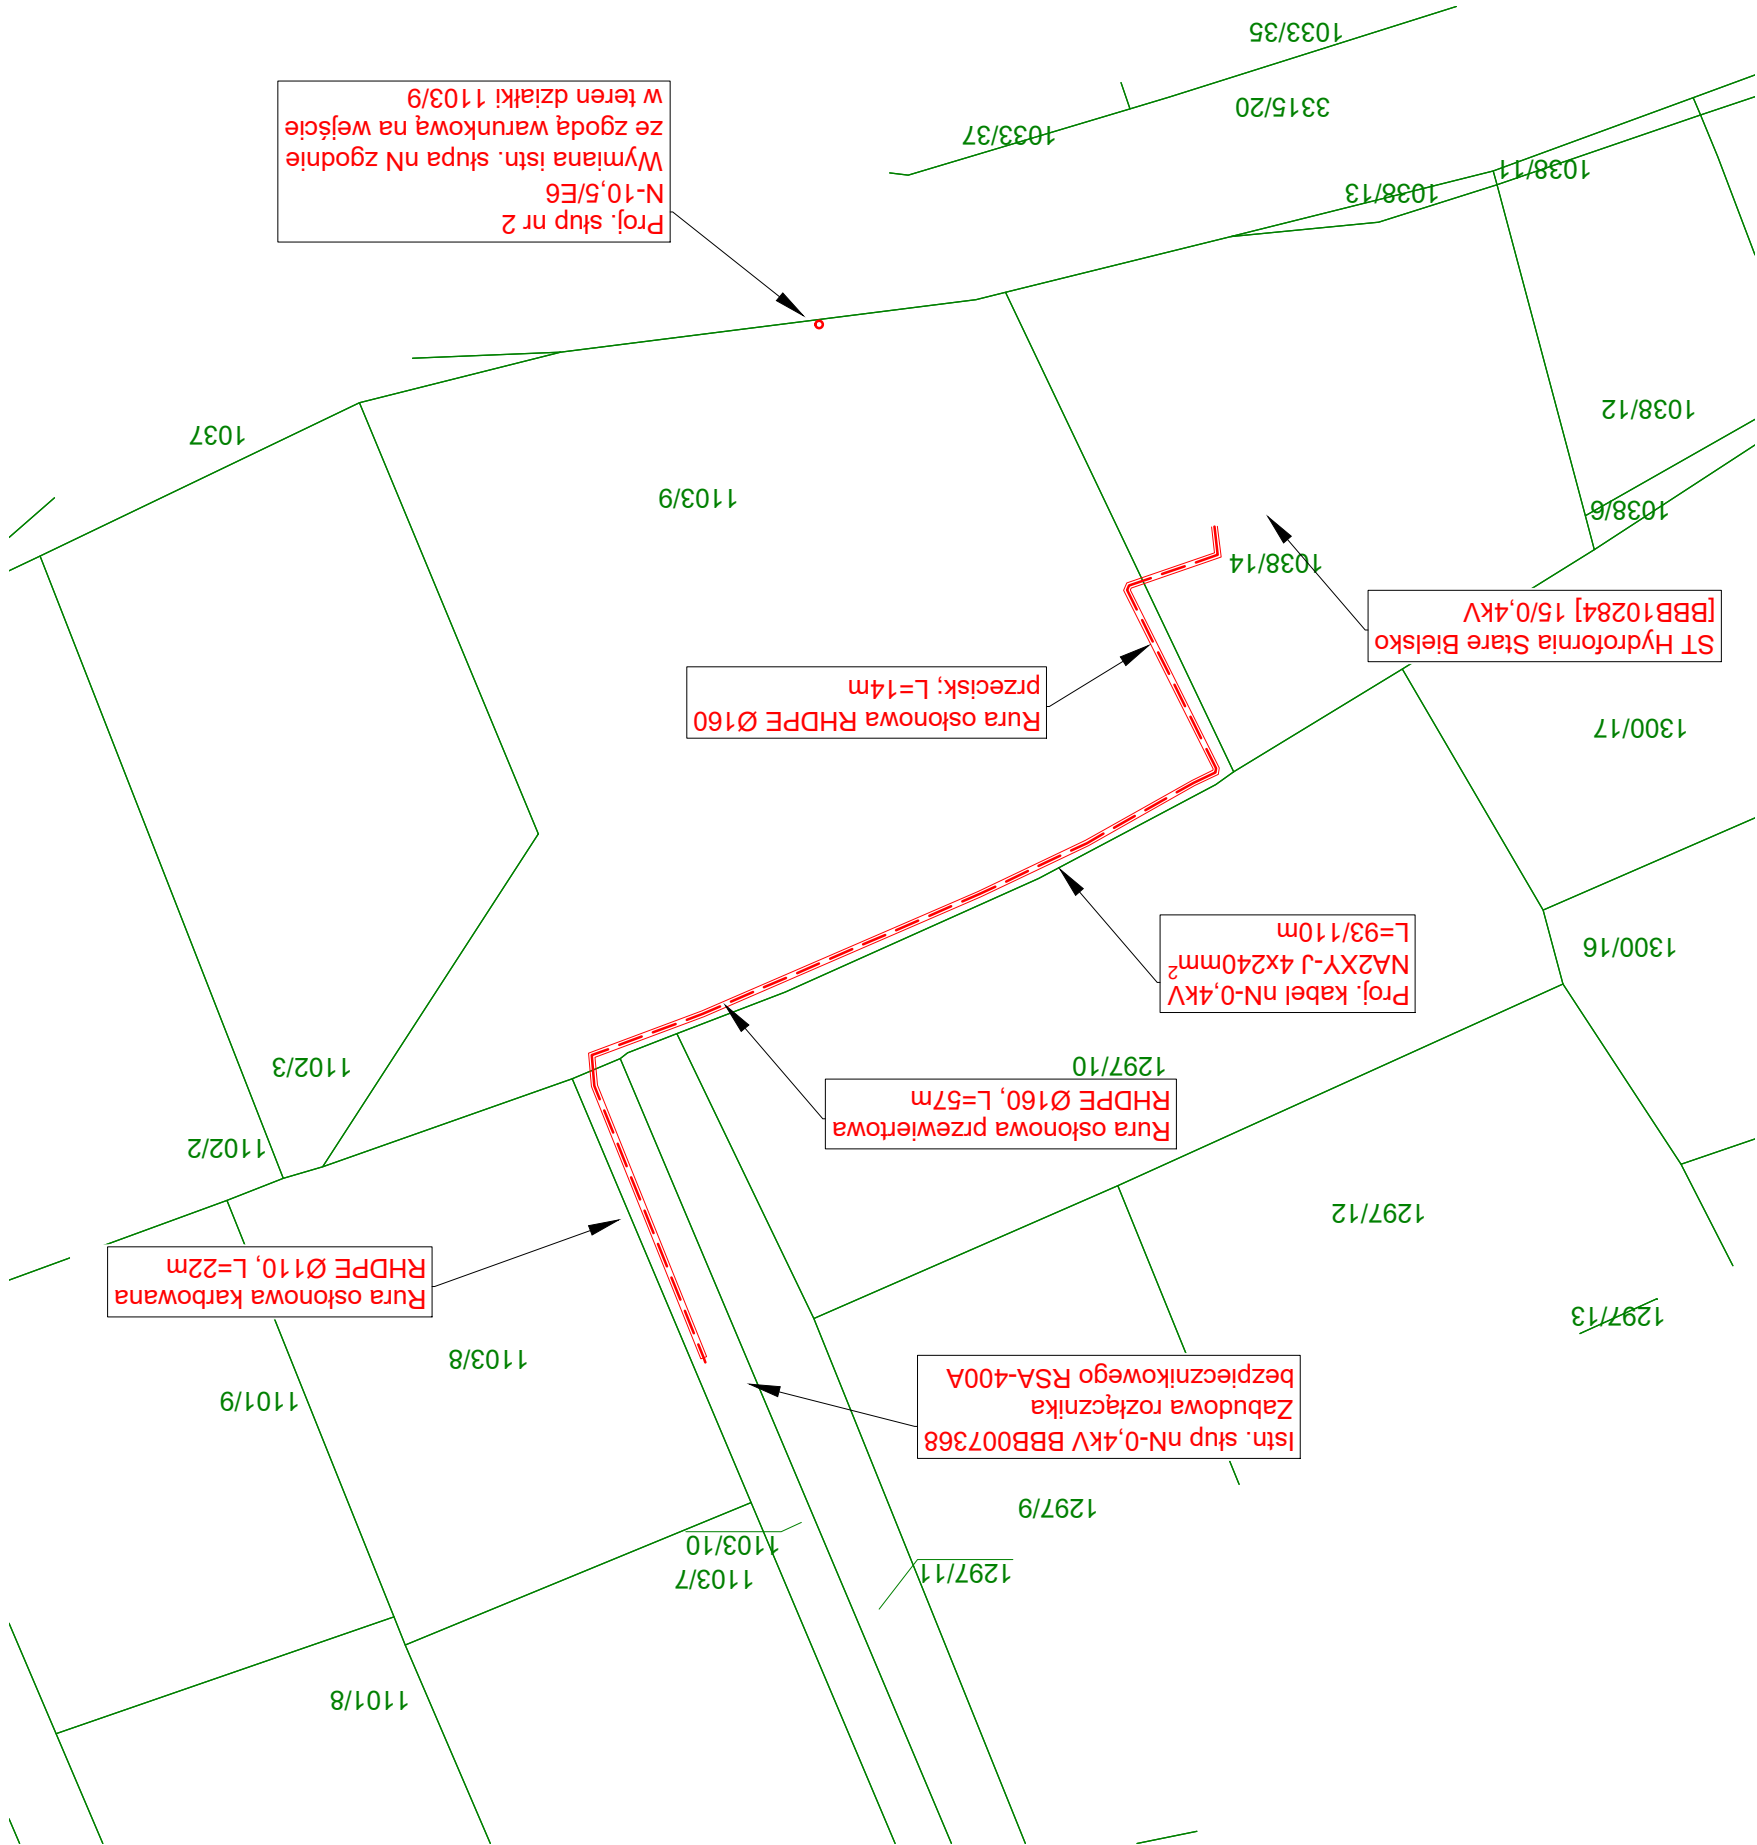 1101/8
1297/11
1103/7
1103/10
1297/9
Istn. słup nN-0,4kV BBB007368
Zabudowa rozłącznika
bezpiecznikowego RSA-400A
1101/9
1103/8
1297/13
Rura osłonowa karbowana
RHDPE Ø110, L=22m
1297/12
1102/2
Rura osłonowa przewiertowa
RHDPE Ø160, L=57m
1297/10
1102/3
Proj. kabel nN-0,4kV
NA2XY-J 4x240mm²
L=93/110m
1300/16
1300/17
Rura osłonowa RHDPE Ø160
przecisk; L=14m
ST Hydrofornia Stare Bielsko
[BBB10284] 15/0,4kV
1038/14
1038/6
1103/9
1037
1038/12
Proj. słup nr 2
N-10,5/E6
Wymiana istn. słupa nN zgodnie
ze zgodą warunkową na wejście
w teren działki 1103/9
1038/13
1038/11
1033/37
3315/20
1033/35